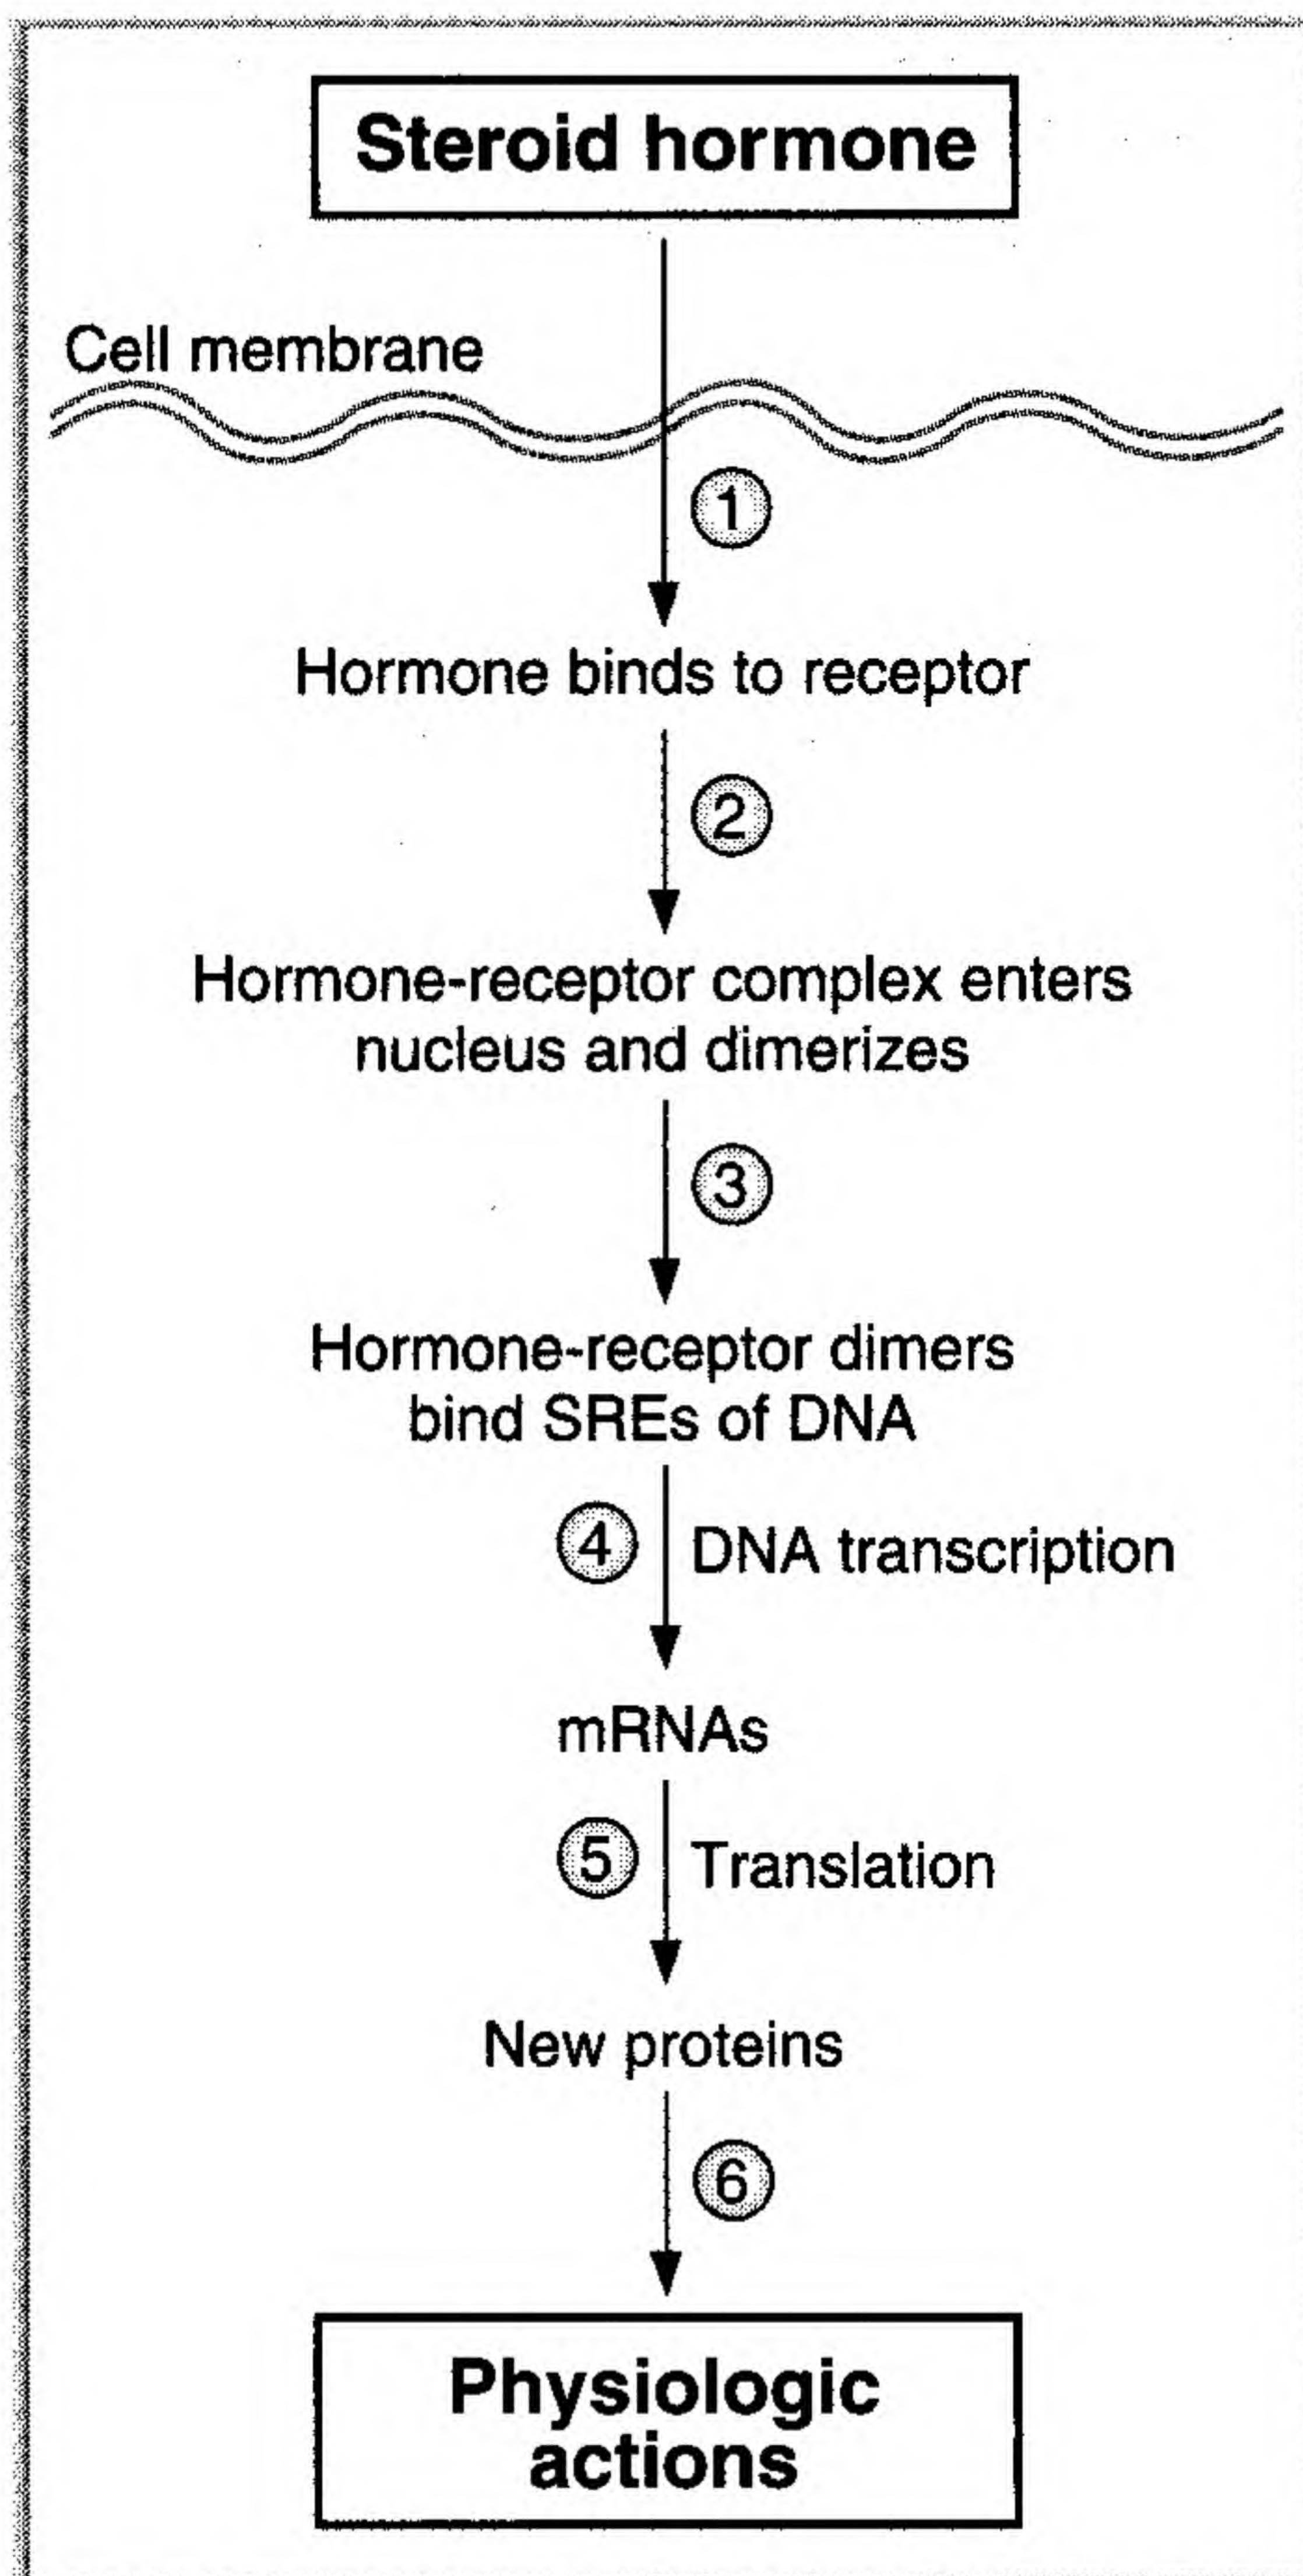 Steroid hormone
Cell membrane
1
Hormone binds to receptor
2
Hormone-receptor complex enters
nucleus and dimerizes
3
Hormone-receptor dimers
bind SREs of DNA
4 DNA transcription
mRNAs
5 Translation
New proteins
6
Physiologic
actions